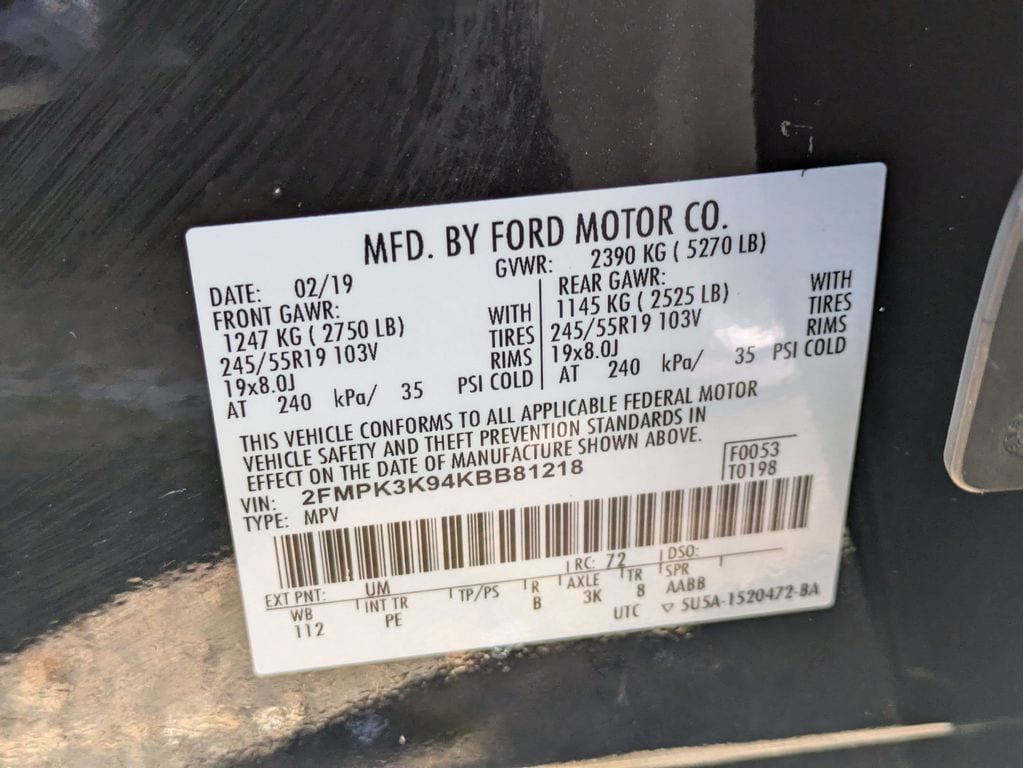 MFD. BY FORD MOTOR CO.
DATE: 02/19 GVWR: 2390 KG ( 5270 LB)
FRONT GAWR: REAR GAWR:
1247 KG ( 2750 LB) WITH 1145 KG ( 2525 LB) WITH
245/55R19 103V TIRES 245/55R19 103V TIRES
19x8.0J RIMS 19x8.0J RIMS
AT 240 kPa/ 35 PSI COLD AT 240 kPa/ 35 PSI COLD
THIS VEHICLE CONFORMS TO ALL APPLICABLE FEDERAL MOTOR
VEHICLE SAFETY AND THEFT PREVENTION STANDARDS IN
EFFECT ON THE DATE OF MANUFACTURE SHOWN ABOVE.
VIN: 2FMPK3K94KBB81218 F0053
TYPE: MPV T0198
EXT PNT: UM RC: 72 DSO:
WB INT TR TP/PS R AXLE TR SPR
112 PE B 3K 8 AABB
UTC ▽ 5U5A-1520472-BA